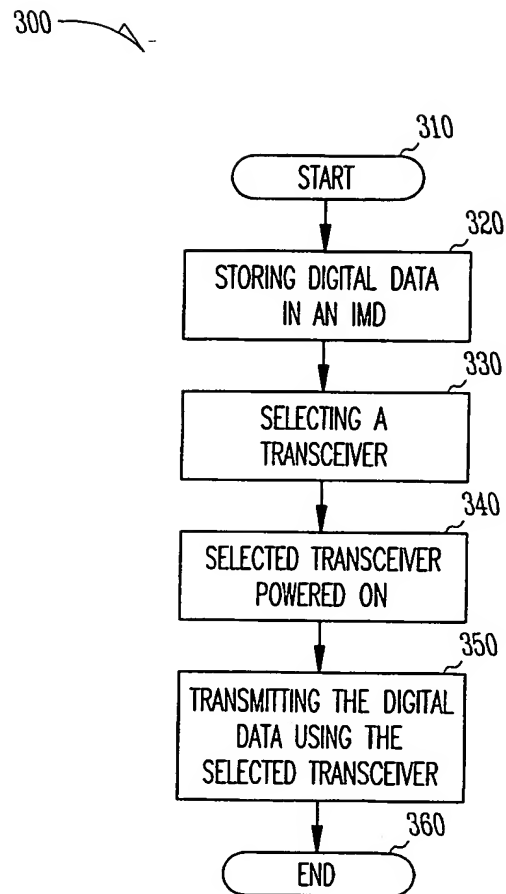 300
310
START
320
STORING DIGITAL DATA
IN AN IMD
330
SELECTING A
TRANSCEIVER
340
SELECTED TRANSCEIVER
POWERED ON
350
TRANSMITTING THE DIGITAL
DATA USING THE
SELECTED TRANSCEIVER
360
END